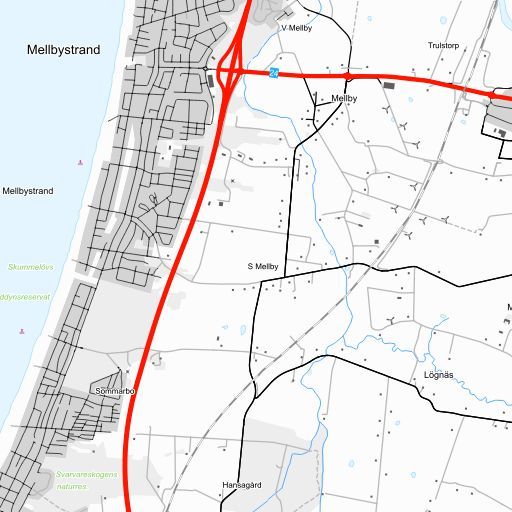 V Mellby
Mellbystrand
Trulstorp
24
Mellby
Mellbystrand
Skummelövs
ddynsreservat
S Mellby
M
Lögnäs
Sommarbo
Svarvareskogens
naturres.
Hansagård